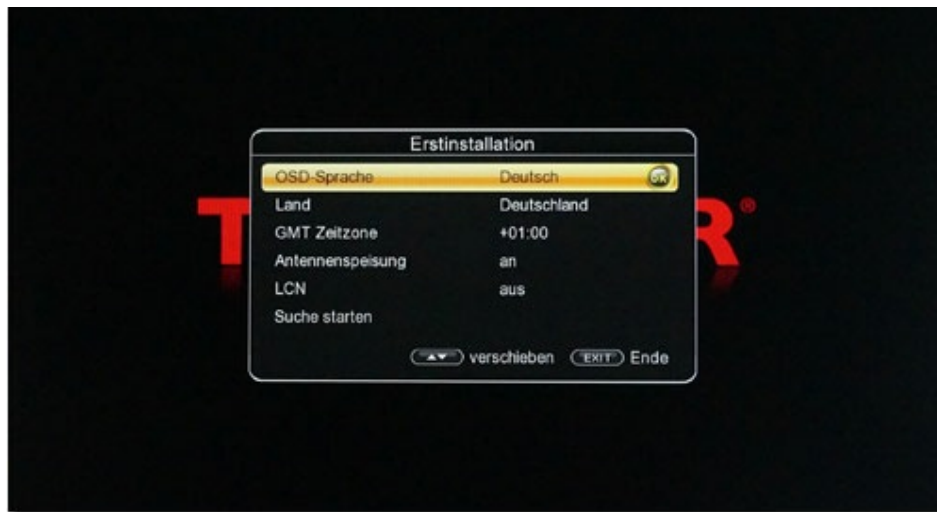 Erstinstallation
OSD-Sprache Deutsch OK
Land Deutschland
GMT Zeitzone +01:00
Antennenspeisung an
LCN aus
Suche starten
T R®
verschieben EXIT Ende